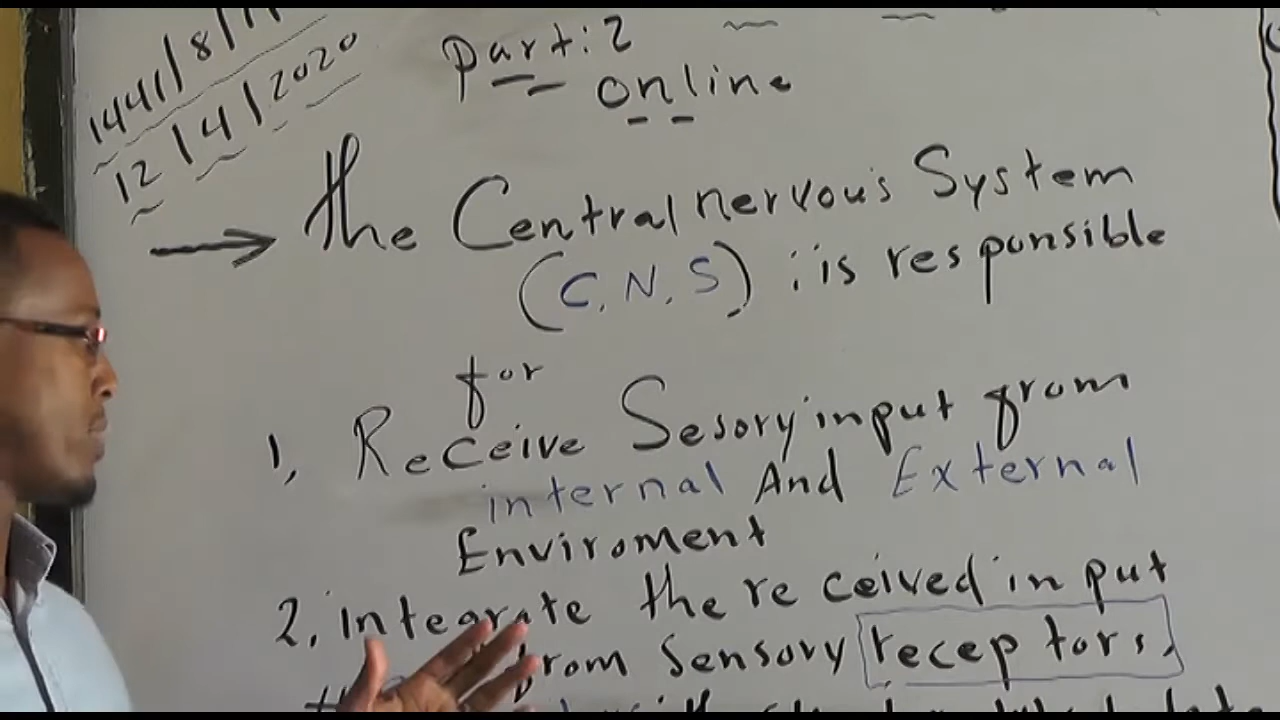 1441/8/
12/4/2020
part:2
online
the Central nervous System
(C.N.S) : is responsible
for
1, Receive Sesory input from
internal And External
Enviroment
2, integrate the received input
from sensory receptors,